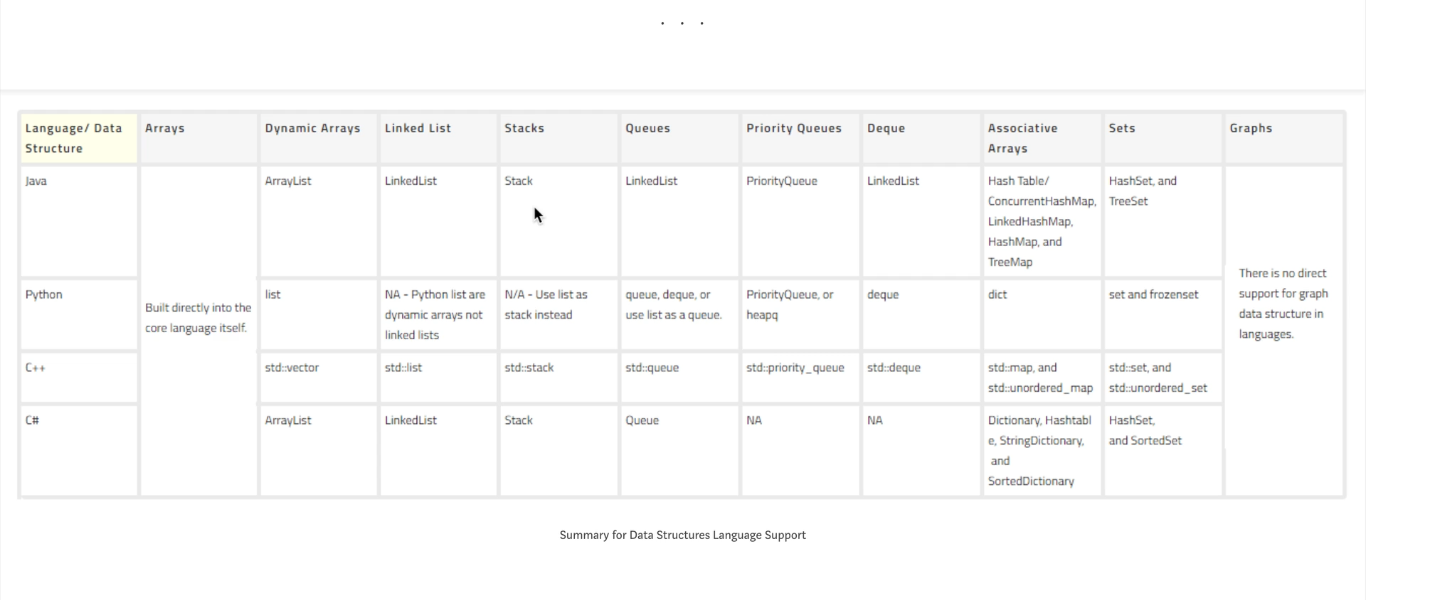 . . .
Language/ Data
Structure
Arrays
Dynamic Arrays
Linked List
Stacks
Queues
Priority Queues
Deque
Associative
Arrays
Sets
Graphs
Java
Built directly into the
core language itself.
ArrayList
LinkedList
Stack
LinkedList
PriorityQueue
LinkedList
Hash Table/
ConcurrentHashMap,
LinkedHashMap,
HashMap, and
TreeMap
HashSet, and
TreeSet
There is no direct
support for graph
data structure in
languages.
Python
list
NA - Python list are
dynamic arrays not
linked lists
N/A - Use list as
stack instead
queue, deque, or
use list as a queue.
PriorityQueue, or
heapq
deque
dict
set and frozenset
C++
std::vector
std::list
std::stack
std::queue
std::priority_queue
std::deque
std::map, and
std::unordered_map
std::set, and
std::unordered_set
C#
ArrayList
LinkedList
Stack
Queue
NA
NA
Dictionary, Hashtabl
e, StringDictionary,
and
SortedDictionary
HashSet,
and SortedSet
Summary for Data Structures Language Support